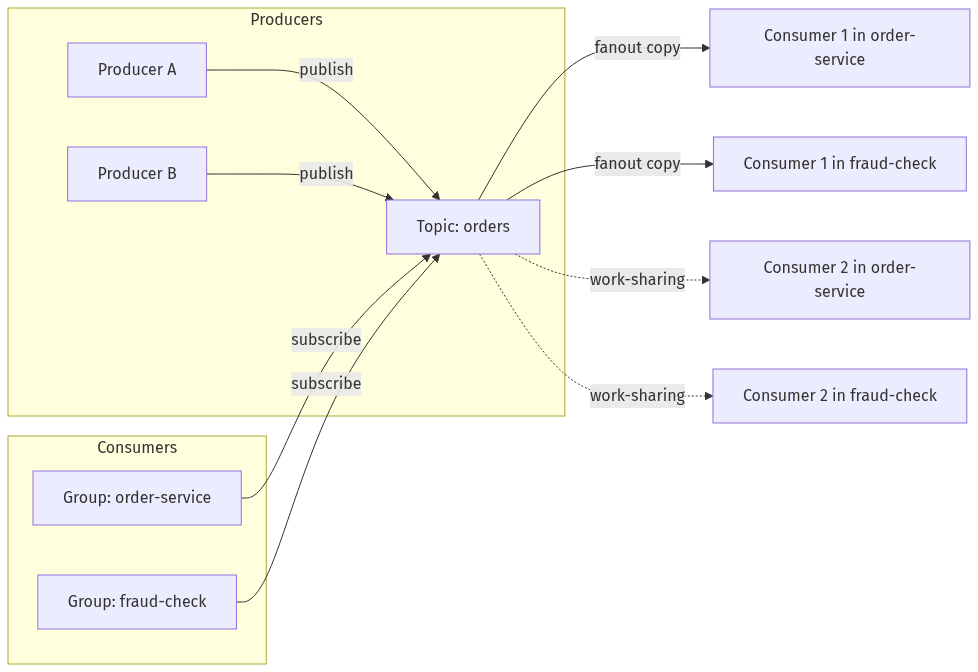 Producers
Producer A
publish
Producer B
publish
Topic: orders
fanout copy
Consumer 1 in order-
service
fanout copy
Consumer 1 in fraud-check
work-sharing
Consumer 2 in order-
service
work-sharing
Consumer 2 in fraud-check
subscribe
subscribe
Consumers
Group: order-service
Group: fraud-check